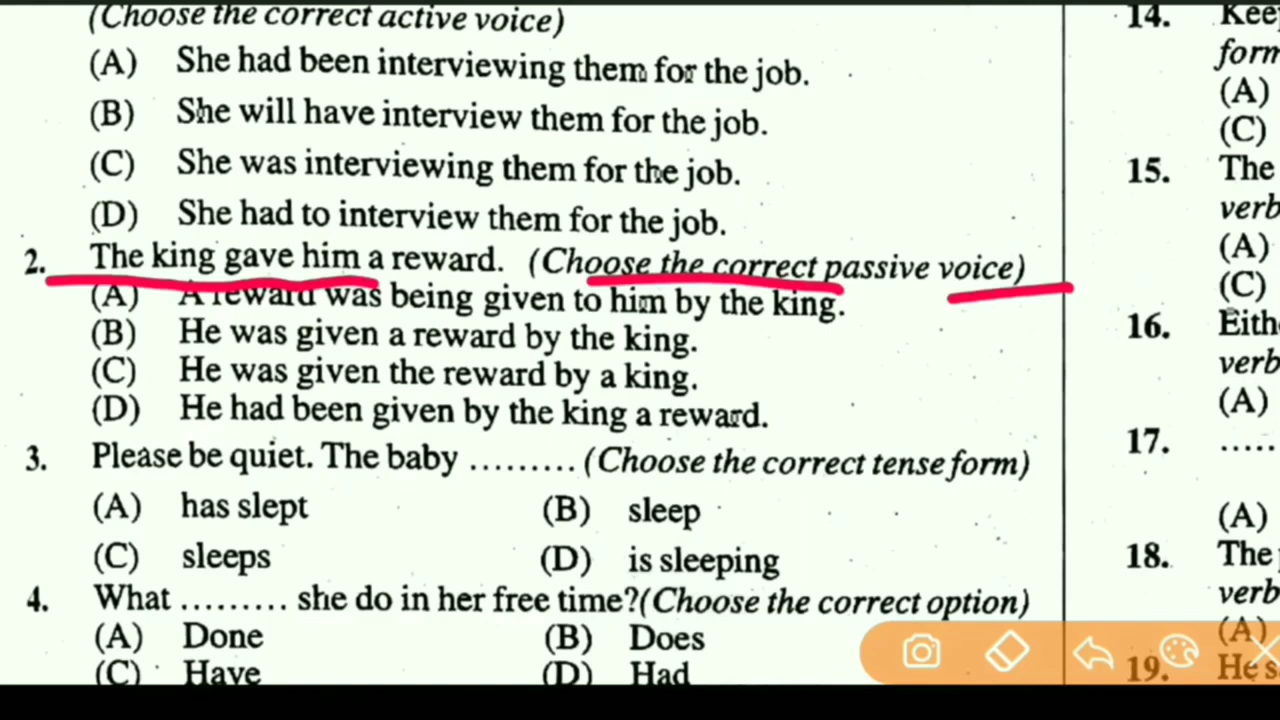 (Choose the correct active voice)
(A) She had been interviewing them for the job.
(B) She will have interview them for the job.
(C) She was interviewing them for the job.
(D) She had to interview them for the job.
2. The king gave him a reward. (Choose the correct passive voice)
(A) A reward was being given to him by the king.
(B) He was given a reward by the king.
(C) He was given the reward by a king.
(D) He had been given by the king a reward.
3. Please be quiet. The baby ......... (Choose the correct tense form)
(A) has slept (B) sleep
(C) sleeps (D) is sleeping
4. What ......... she do in her free time?(Choose the correct option)
(A) Done (B) Does
(C) Have (D) Had
14.
form
(A)
(C)
15. The
verb
(A)
(C)
16.
verb
(A)
17. .....
(A)
18. The
verb
(A)
19. He